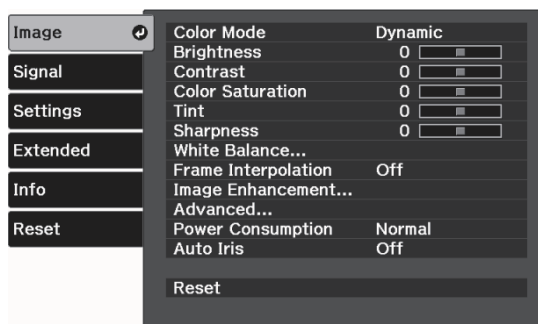 Image
Signal
Settings
Extended
Info
Reset
Color Mode Dynamic
Brightness 0
Contrast 0
Color Saturation 0
Tint 0
Sharpness 0
White Balance...
Frame Interpolation Off
Image Enhancement...
Advanced...
Power Consumption Normal
Auto Iris Off
Reset